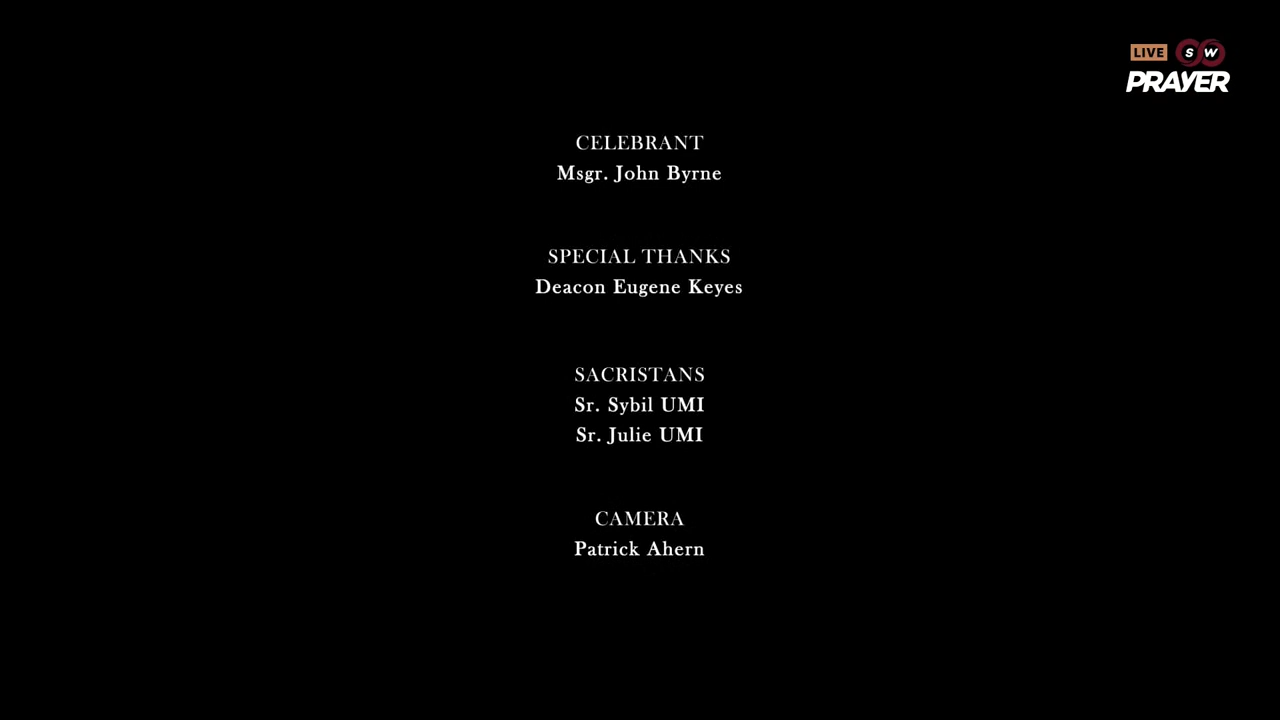 LIVE SW
PRAYER
CELEBRANT
Msgr. John Byrne
SPECIAL THANKS
Deacon Eugene Keyes
SACRISTANS
Sr. Sybil UMI
Sr. Julie UMI
CAMERA
Patrick Ahern